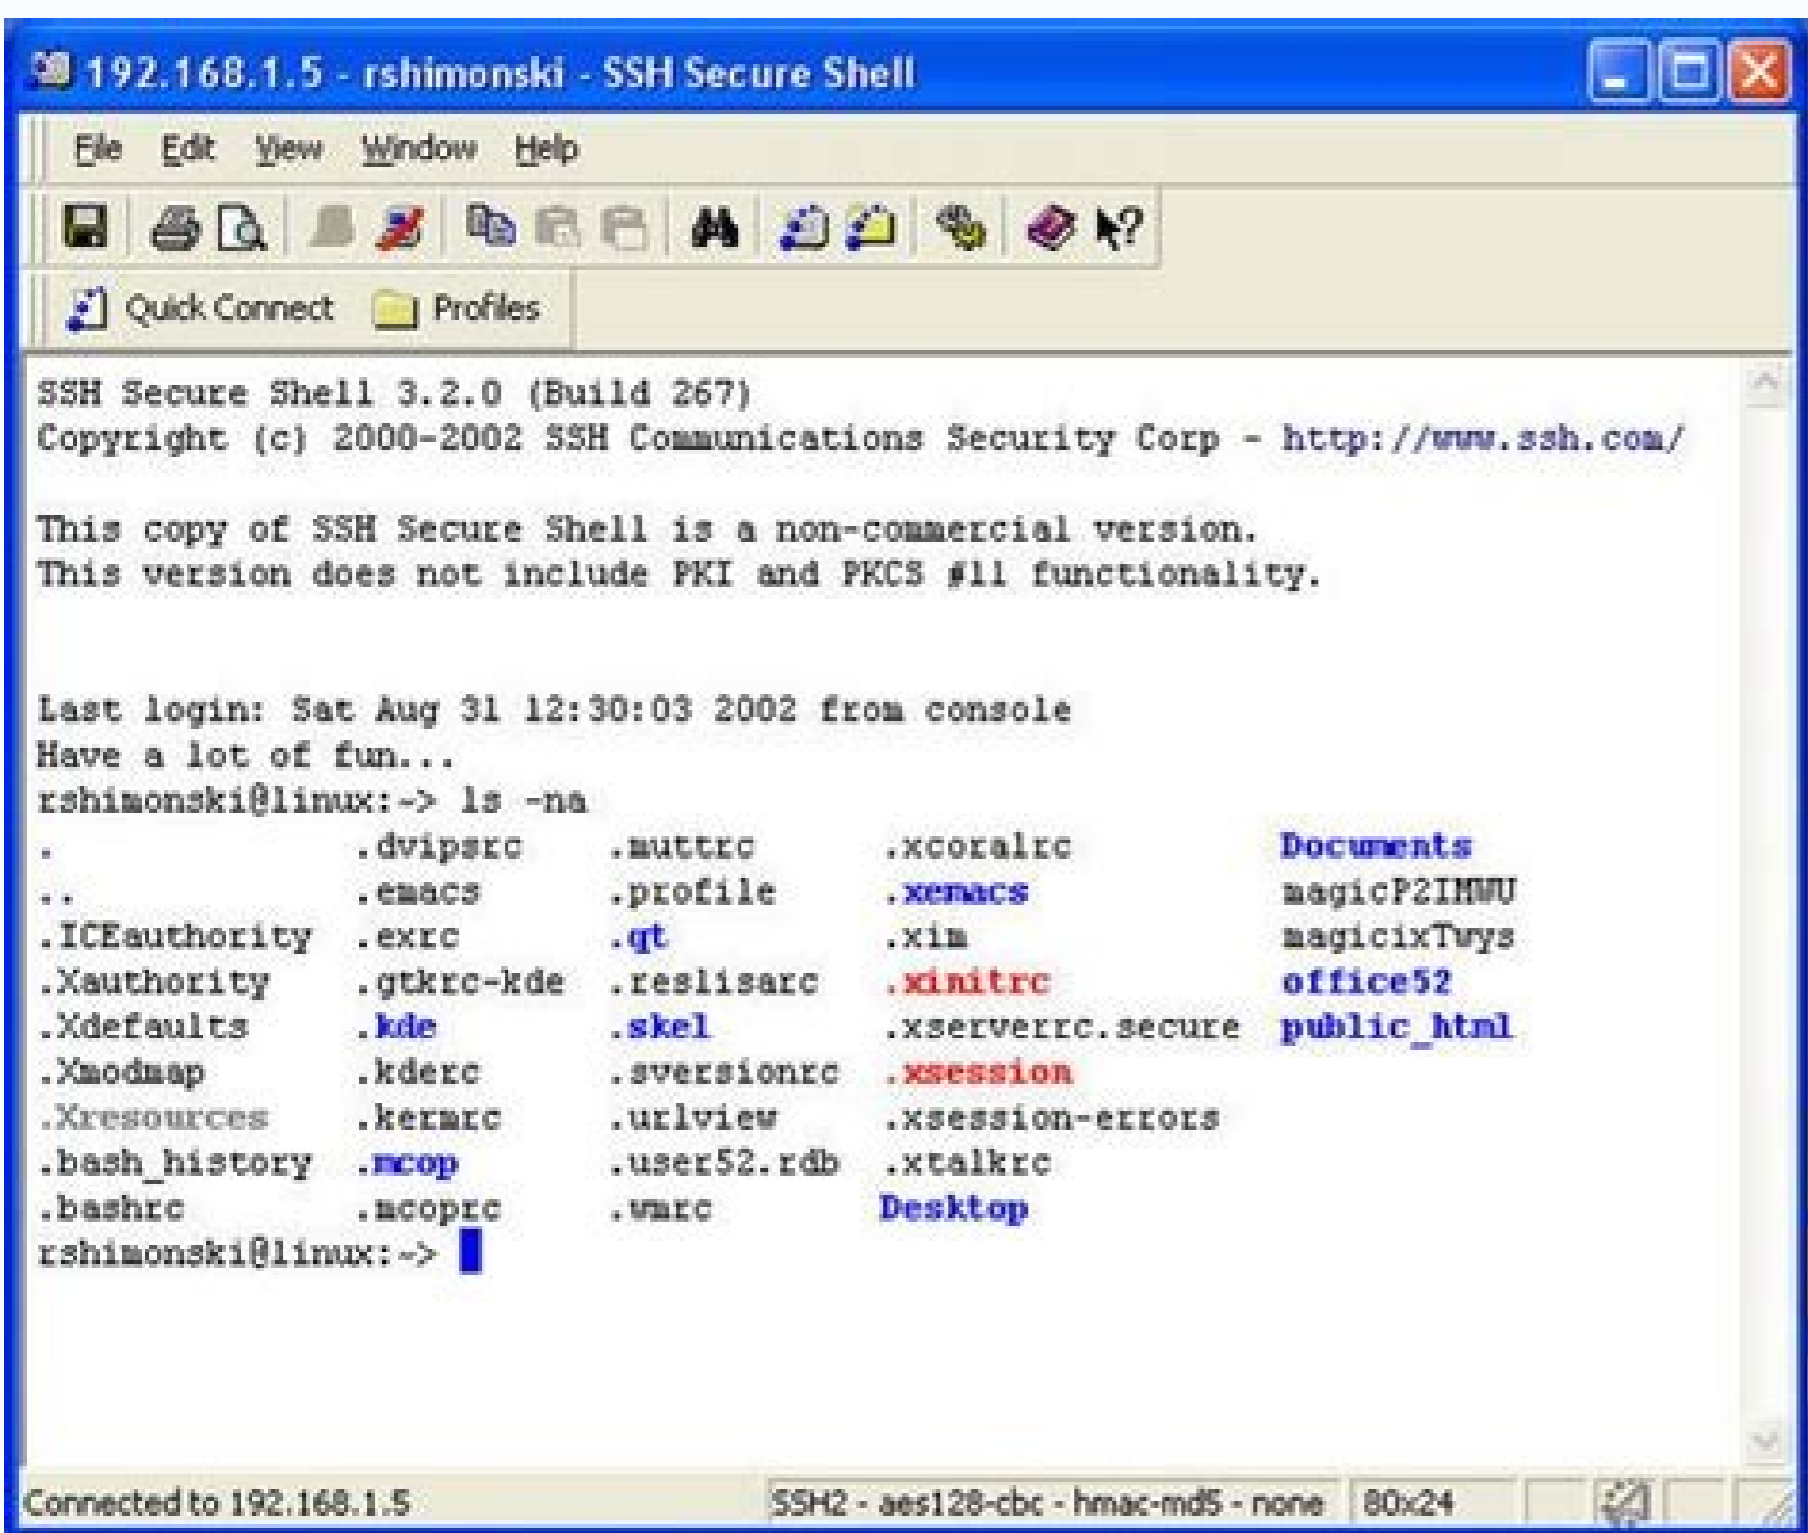 192.168.1.5 - rshimonski - SSH Secure Shell
File Edit View Window Help
Quick Connect Profiles
SSH Secure Shell 3.2.0 (Build 267)
Copyright (c) 2000-2002 SSH Communications Security Corp - http://www.ssh.com/
This copy of SSH Secure Shell is a non-commercial version.
This version does not include PKI and PKCS #11 functionality.
Last login: Sat Aug 31 12:30:03 2002 from console
Have a lot of fun...
rshimonski@linux:~> ls -na
. .dvipsrc .muttrc .xcoralrc Documents
.. .emacs .profile .xemacs magicP2IMWU
.ICEauthority .exrc .qt .xim magicixTwys
.Xauthority .gtkrc-kde .reslisarc .xinitrc office52
.Xdefaults .kde .skel .xserverrc.secure public_html
.Xmodmap .kderc .sversionrc .xsession
.Xresources .kermrc .urlview .xsession-errors
.bash_history .mcop .user52.rdb .xtalkrc
.bashrc .mcoprc .wmrc Desktop
rshimonski@linux:~>
Connected to 192.168.1.5 SSH2 - aes128-cbc - hmac-md5 - none 80x24